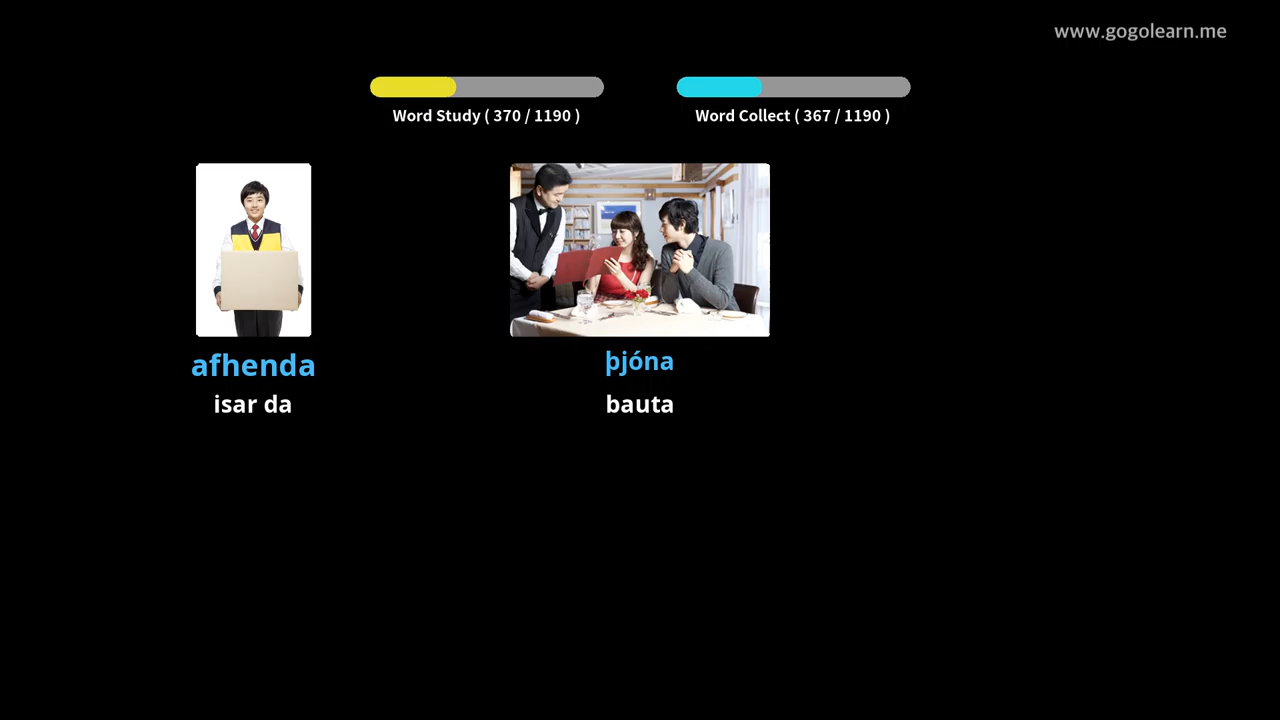 www.gogolearn.me
Word Study ( 370 / 1190 )
Word Collect ( 367 / 1190 )
afhenda
þjóna
isar da
bauta